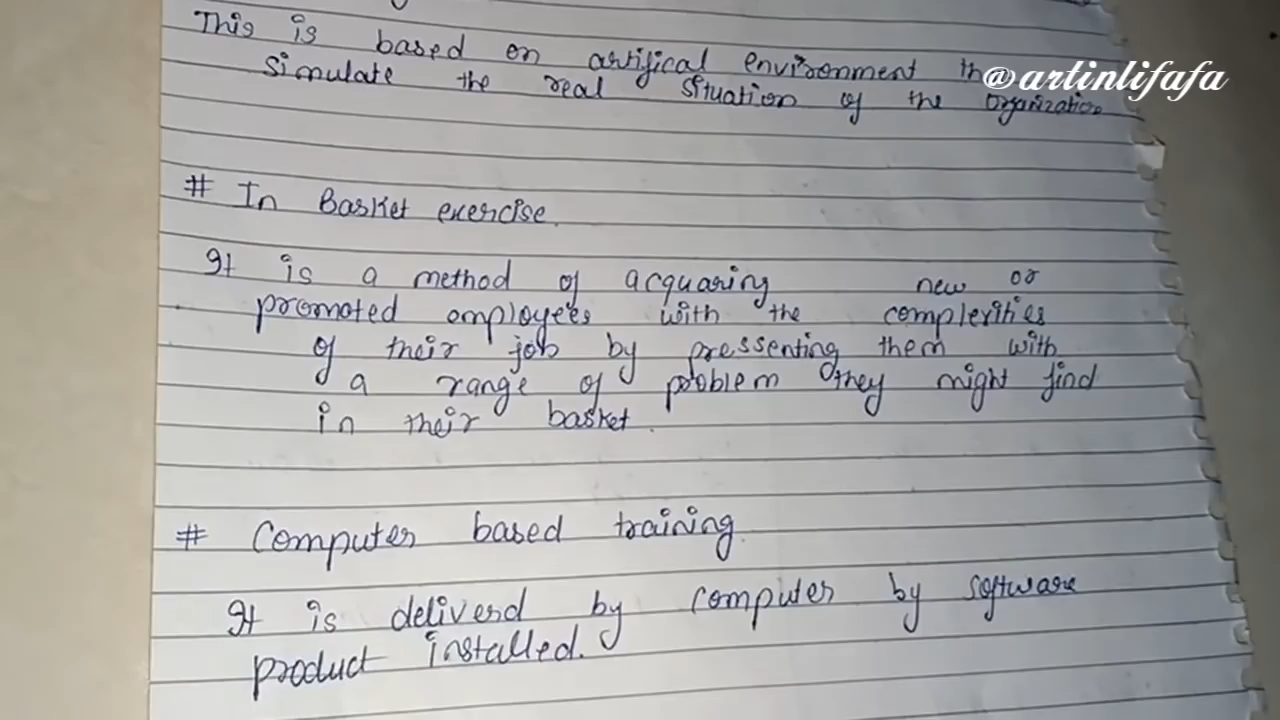 This is based on artifical environment
@artinlifafa
simulate the real situation of the Organization
# In Basket exercise.
It is a method of acquaring new or
promoted employees with the complexities
of their job by pressenting them with
a range of problem they might find
in their basket.
# Computer based training.
It is deliverd by computer by software
product installed.